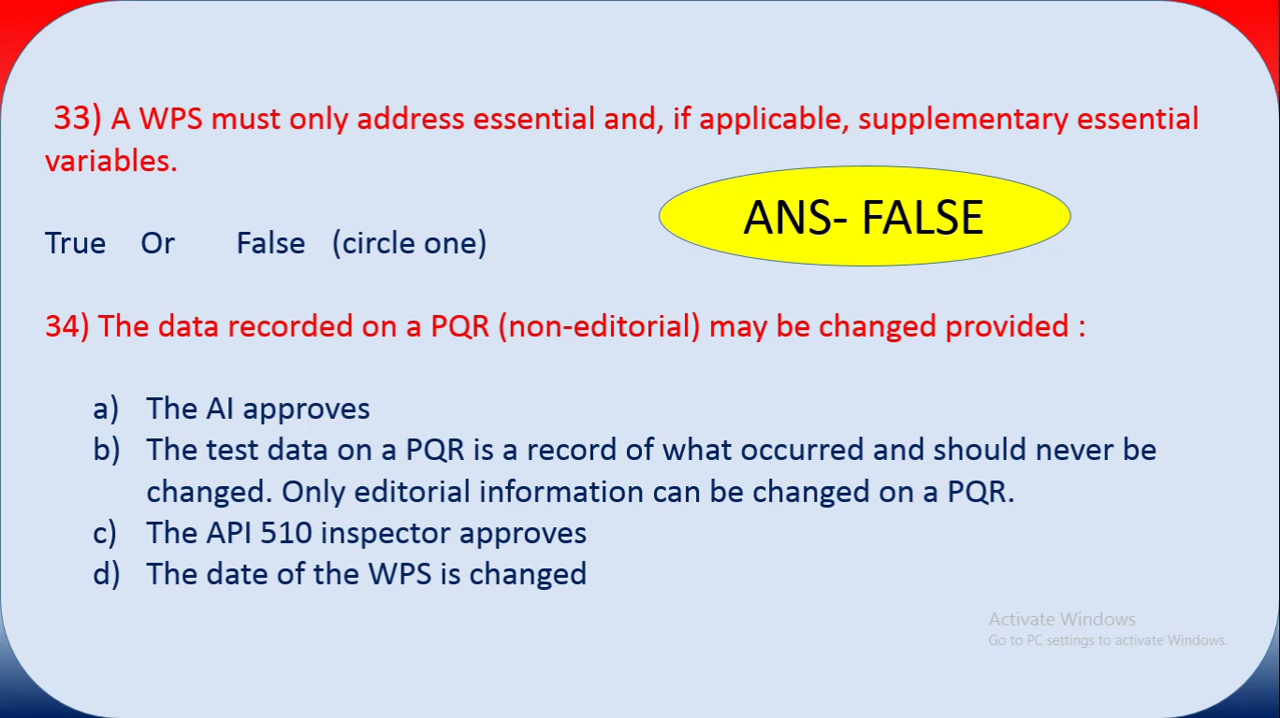 33) A WPS must only address essential and, if applicable, supplementary essential
variables.
ANS- FALSE
True Or False (circle one)
34) The data recorded on a PQR (non-editorial) may be changed provided :
a) The AI approves
b) The test data on a PQR is a record of what occurred and should never be
changed. Only editorial information can be changed on a PQR.
c) The API 510 inspector approves
d) The date of the WPS is changed
Activate Windows
Go to PC settings to activate Windows.